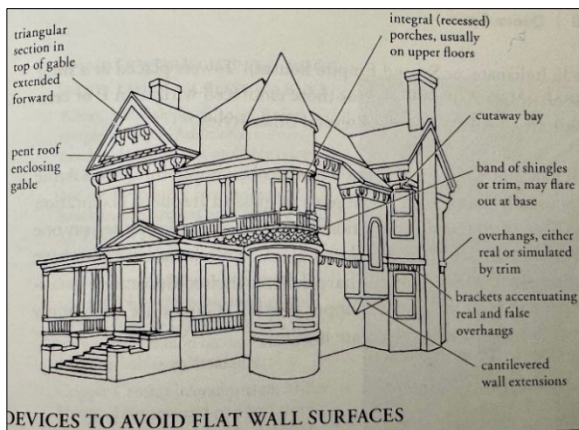 triangular
section in
top of gable
extended
forward
pent roof
enclosing
gable
integral (recessed)
porches, usually
on upper floors
cutaway bay
band of shingles
or trim, may flare
out at base
overhangs, either
real or simulated
by trim
brackets accentuating
real and false
overhangs
cantilevered
wall extensions
DEVICES TO AVOID FLAT WALL SURFACES